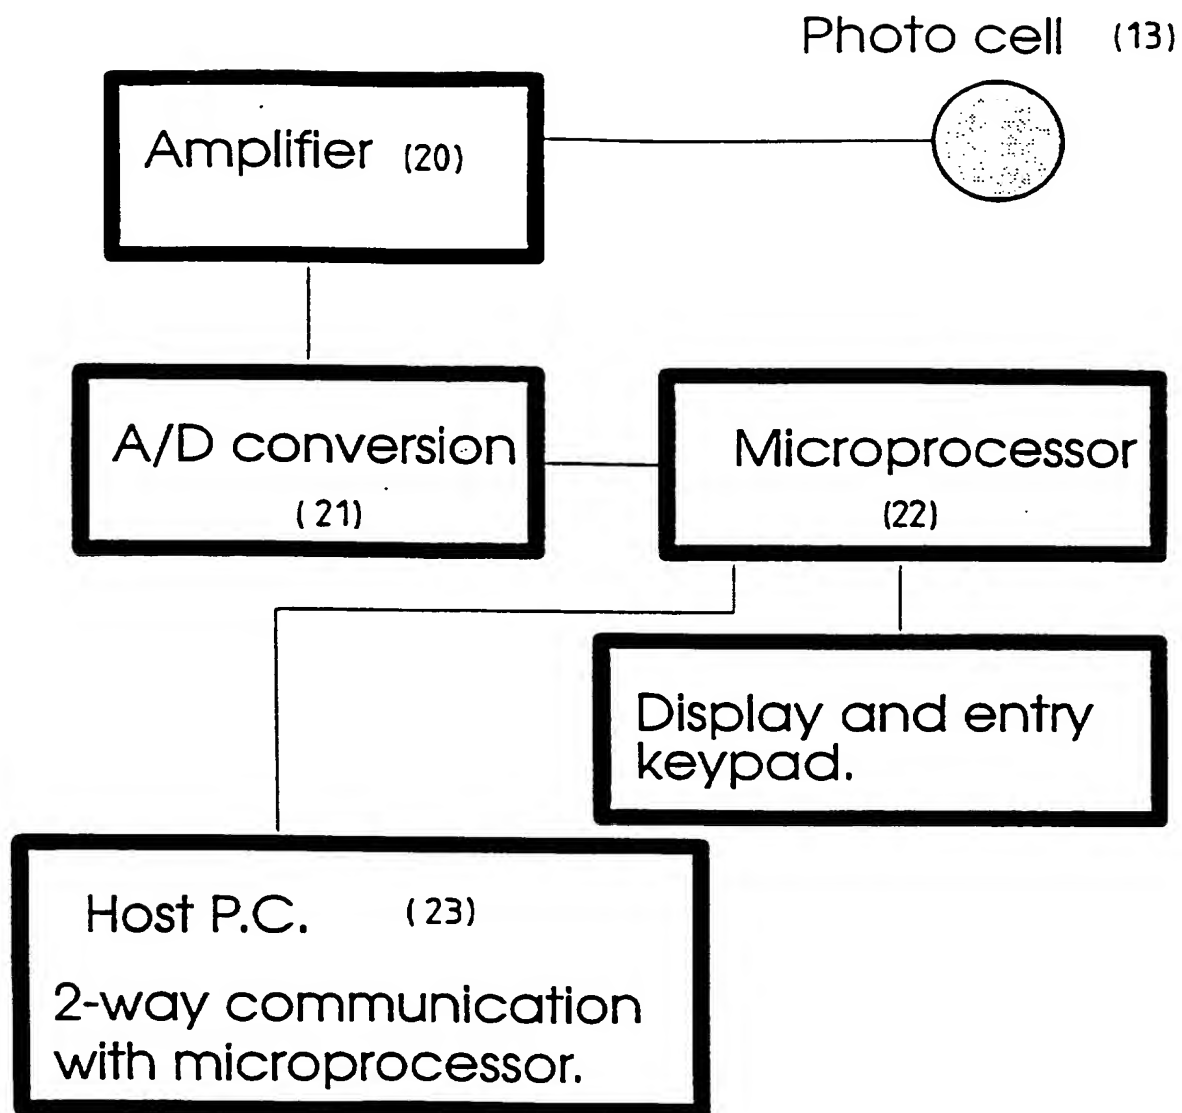 Photo cell (13)
Amplifier (20)
A/D conversion
(21)
Microprocessor
(22)
Display and entry
keypad.
Host P.C. (23)
2-way communication
with microprocessor.